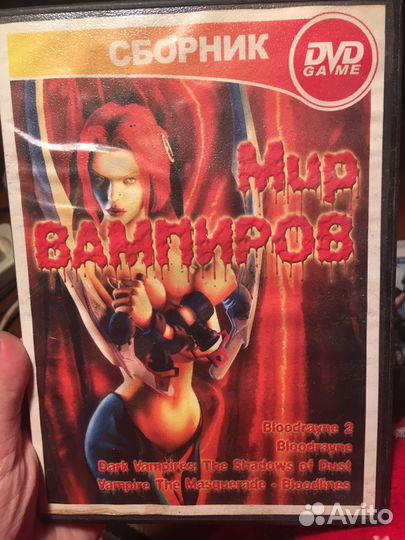 СБОРНИК
DVD
GAME
Мир
ВАМПИРОВ
Bloodrayne 2
Bloodrayne
Dark Vampires: The Shadows of Dust
Vampire The Masquerade - Bloodlines
Avito